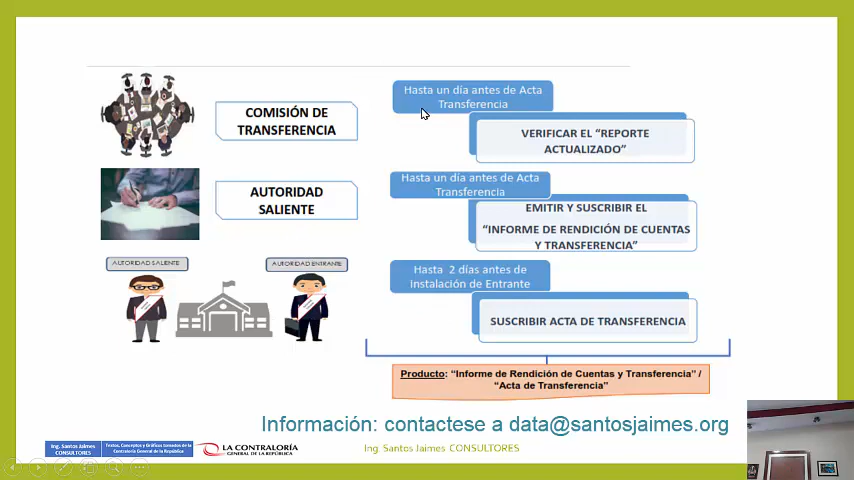 COMISIÓN DE
TRANSFERENCIA
Hasta un día antes de Acta
Transferencia
VERIFICAR EL “REPORTE
ACTUALIZADO”
AUTORIDAD
SALIENTE
Hasta un día antes de Acta
Transferencia
EMITIR Y SUSCRIBIR EL
“INFORME DE RENDICIÓN DE CUENTAS
Y TRANSFERENCIA”
AUTORIDAD SALIENTE
AUTORIDAD ENTRANTE
Hasta 2 días antes de
Instalación de Entrante
SUSCRIBIR ACTA DE TRANSFERENCIA
Producto: “Informe de Rendición de Cuentas y Transferencia” /
“Acta de Transferencia”
Información: contactese a data@santosjaimes.org
Ing. Santos Jaimes
CONSULTORES
Textos, Conceptos y Gráficos tomados de la
Contraloría General de la República
LA CONTRALORÍA
GENERAL DE LA REPÚBLICA
Ing. Santos Jaimes CONSULTORES